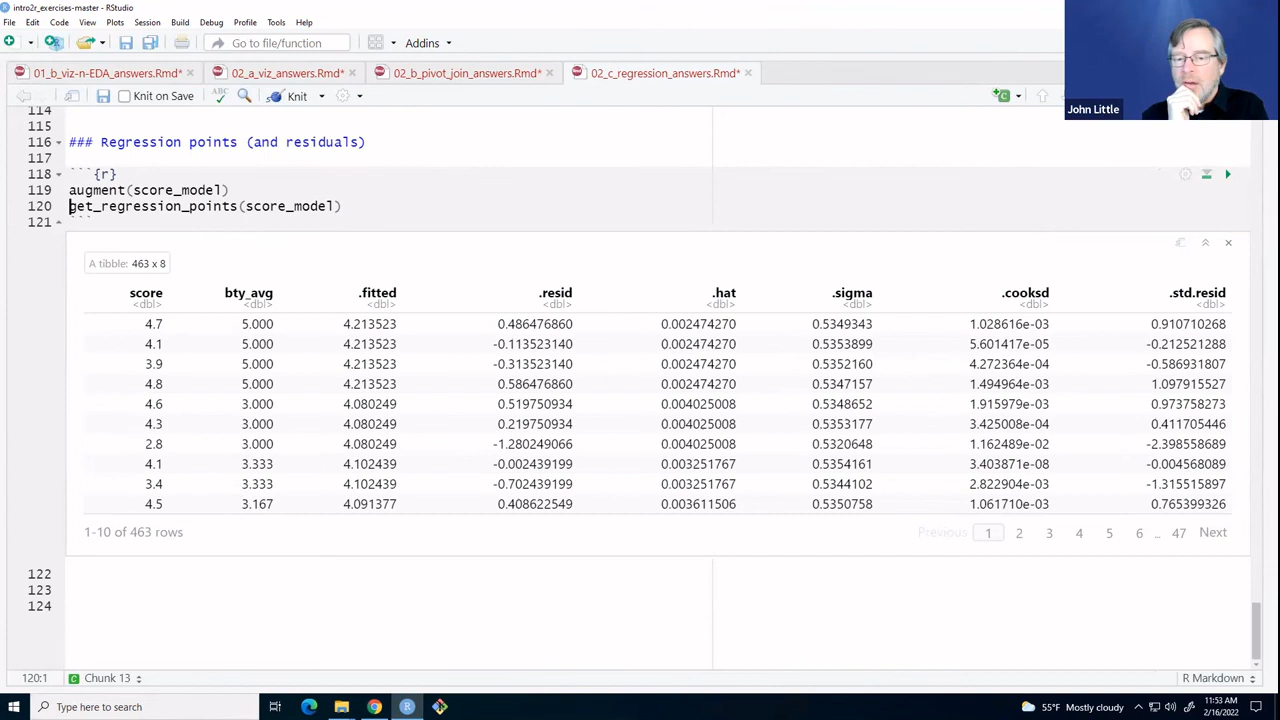 intro2r_exercises-master - RStudio
File Edit Code View Plots Session Build Debug Profile Tools Help
Go to file/function Addins
01_b_viz-n-EDA_answers.Rmd* 02_a_viz_answers.Rmd* 02_b_pivot_join_answers.Rmd* 02_c_regression_answers.Rmd*
Knit on Save ABC Knit
John Little
114
115
116 ### Regression points (and residuals)
117
118 ```{r}
119 augment(score_model)
120 get_regression_points(score_model)
121 ```
A tibble: 463 x 8
score bty_avg .fitted .resid .hat .sigma .cooksd .std.resid
<dbl> <dbl> <dbl> <dbl> <dbl> <dbl> <dbl> <dbl>
4.7 5.000 4.213523 0.486476860 0.002474270 0.5349343 1.028616e-03 0.910710268
4.1 5.000 4.213523 -0.113523140 0.002474270 0.5353899 5.601417e-05 -0.212521288
3.9 5.000 4.213523 -0.313523140 0.002474270 0.5352160 4.272364e-04 -0.586931807
4.8 5.000 4.213523 0.586476860 0.002474270 0.5347157 1.494964e-03 1.097915527
4.6 3.000 4.080249 0.519750934 0.004025008 0.5348652 1.915979e-03 0.973758273
4.3 3.000 4.080249 0.219750934 0.004025008 0.5353177 3.425008e-04 0.411705446
2.8 3.000 4.080249 -1.280249066 0.004025008 0.5320648 1.162489e-02 -2.398558689
4.1 3.333 4.102439 -0.002439199 0.003251767 0.5354161 3.403871e-08 -0.004568089
3.4 3.333 4.102439 -0.702439199 0.003251767 0.5344102 2.822904e-03 -1.315515897
4.5 3.167 4.091377 0.408622549 0.003611506 0.5350758 1.061710e-03 0.765399326
1-10 of 463 rows Previous 1 2 3 4 5 6 ... 47 Next
122
123
124
120:1 Chunk 13 R Markdown
Type here to search 55°F Mostly cloudy 11:53 AM
2/16/2022